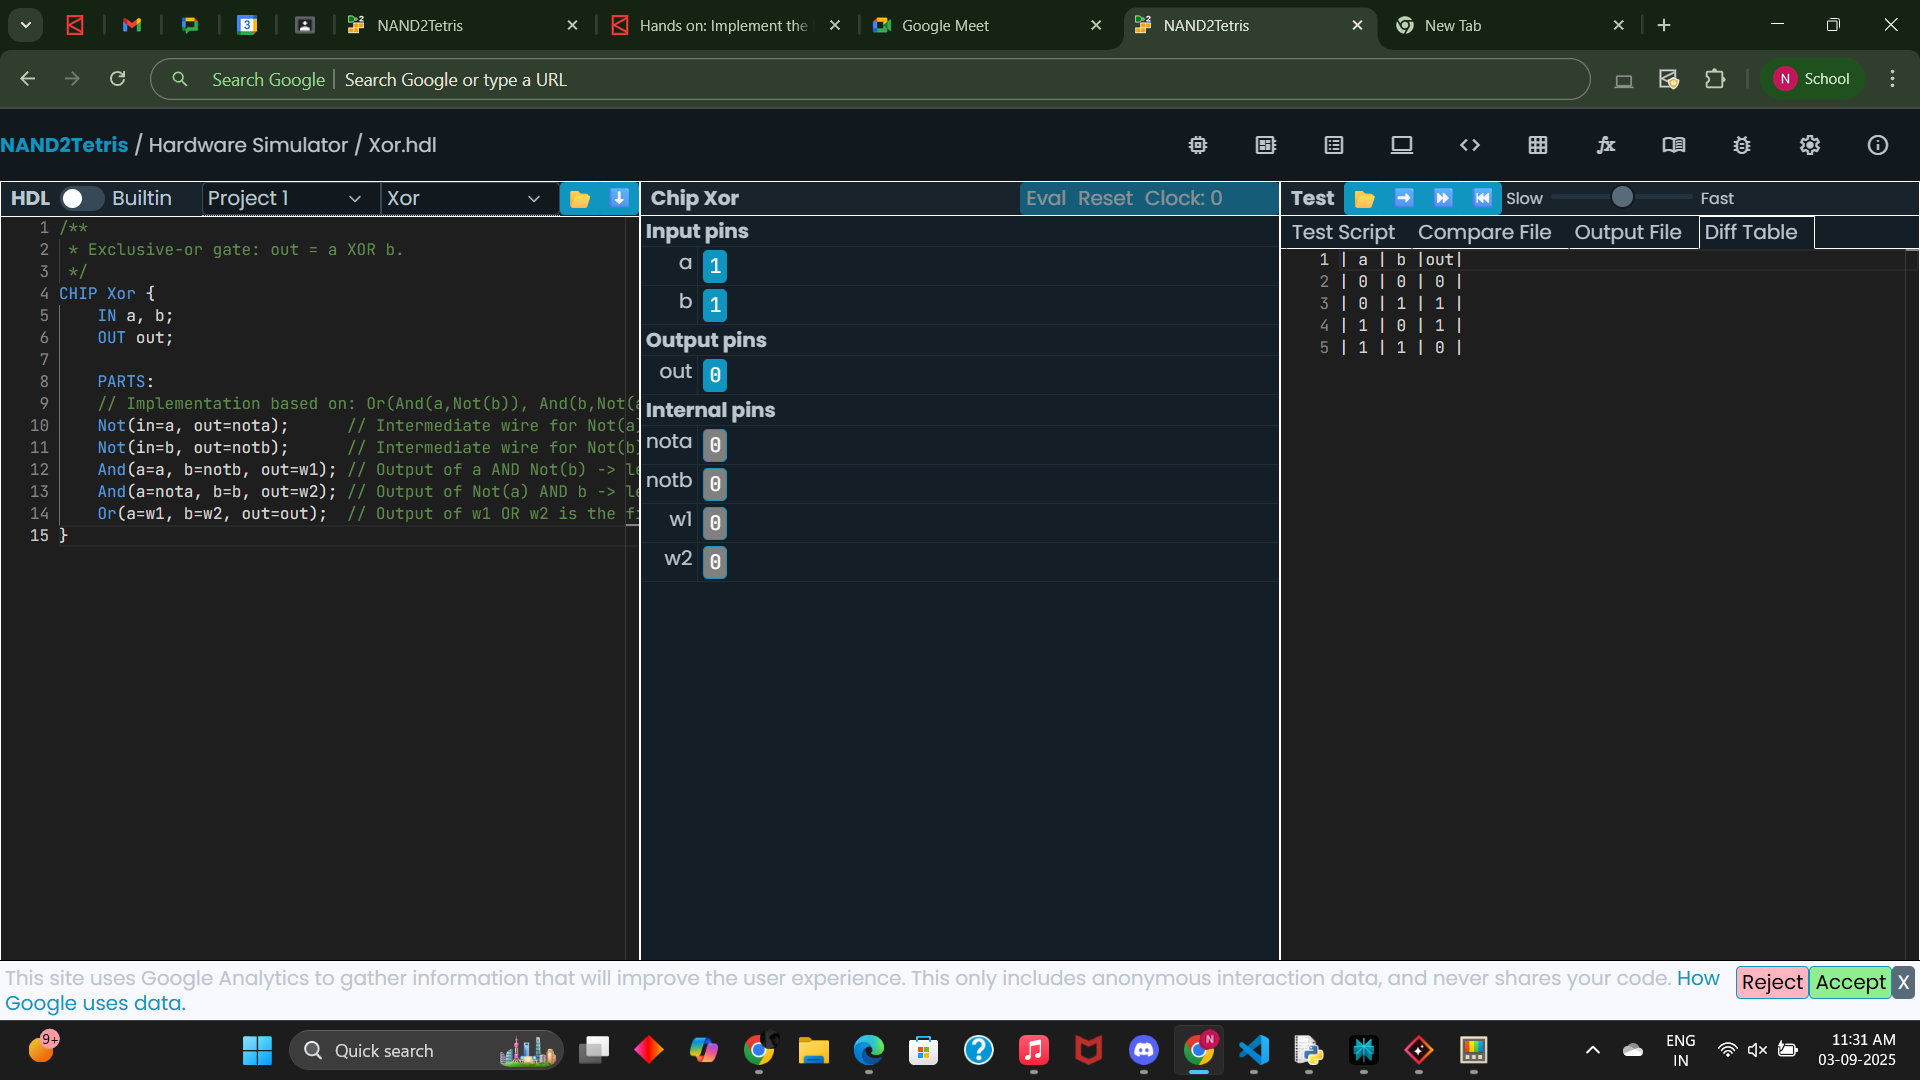 NAND2Tetris
Hands on: Implement the
Google Meet
NAND2Tetris
New Tab
Search Google | Search Google or type a URL
N School
NAND2Tetris / Hardware Simulator / Xor.hdl
HDL Builtin Project 1 Xor
1 /**
2 * Exclusive-or gate: out = a XOR b.
3 */
4 CHIP Xor {
5 IN a, b;
6 OUT out;
7
8 PARTS:
9 // Implementation based on: Or(And(a,Not(b)), And(b,Not(a
10 Not(in=a, out=nota); // Intermediate wire for Not(a)
11 Not(in=b, out=notb); // Intermediate wire for Not(b)
12 And(a=a, b=notb, out=w1); // Output of a AND Not(b) -> le
13 And(a=nota, b=b, out=w2); // Output of Not(a) AND b -> le
14 Or(a=w1, b=w2, out=out); // Output of w1 OR w2 is the fi
15 }
Chip Xor Eval Reset Clock: 0
Input pins
a 1
b 1
Output pins
out 0
Internal pins
nota 0
notb 0
w1 0
w2 0
Test Slow Fast
Test Script Compare File Output File Diff Table
1 | a | b |out|
2 | 0 | 0 | 0 |
3 | 0 | 1 | 1 |
4 | 1 | 0 | 1 |
5 | 1 | 1 | 0 |
This site uses Google Analytics to gather information that will improve the user experience. This only includes anonymous interaction data, and never shares your code. How
Google uses data.
Reject Accept X
9+
Quick search
N
ENG
IN
11:31 AM
03-09-2025